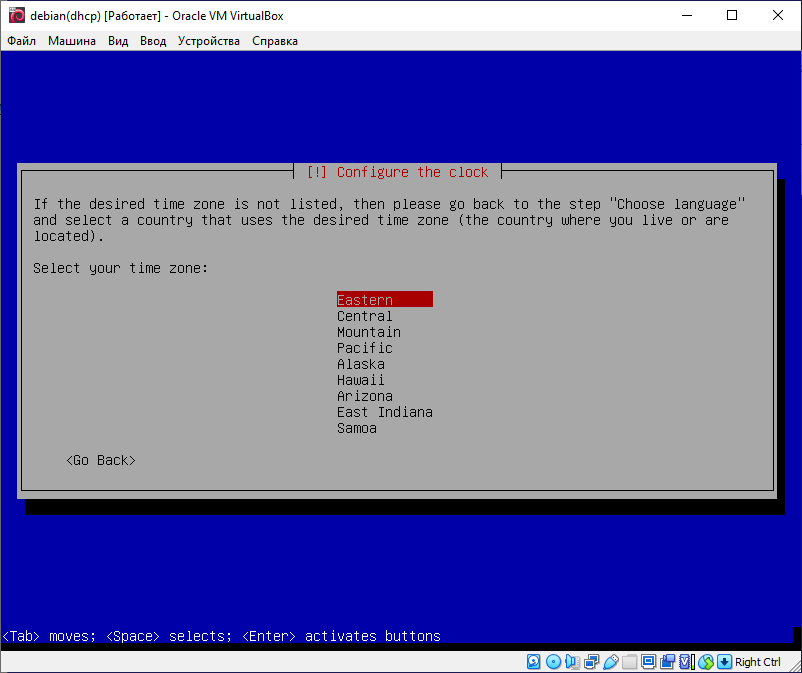 debian(dhcp) [Работает] - Oracle VM VirtualBox
Файл Машина Вид Ввод Устройства Справка
[!] Configure the clock
If the desired time zone is not listed, then please go back to the step "Choose language"
and select a country that uses the desired time zone (the country where you live or are
located).
Select your time zone:
Eastern
Central
Mountain
Pacific
Alaska
Hawaii
Arizona
East Indiana
Samoa
<Go Back>
<Tab> moves; <Space> selects; <Enter> activates buttons
Right Ctrl